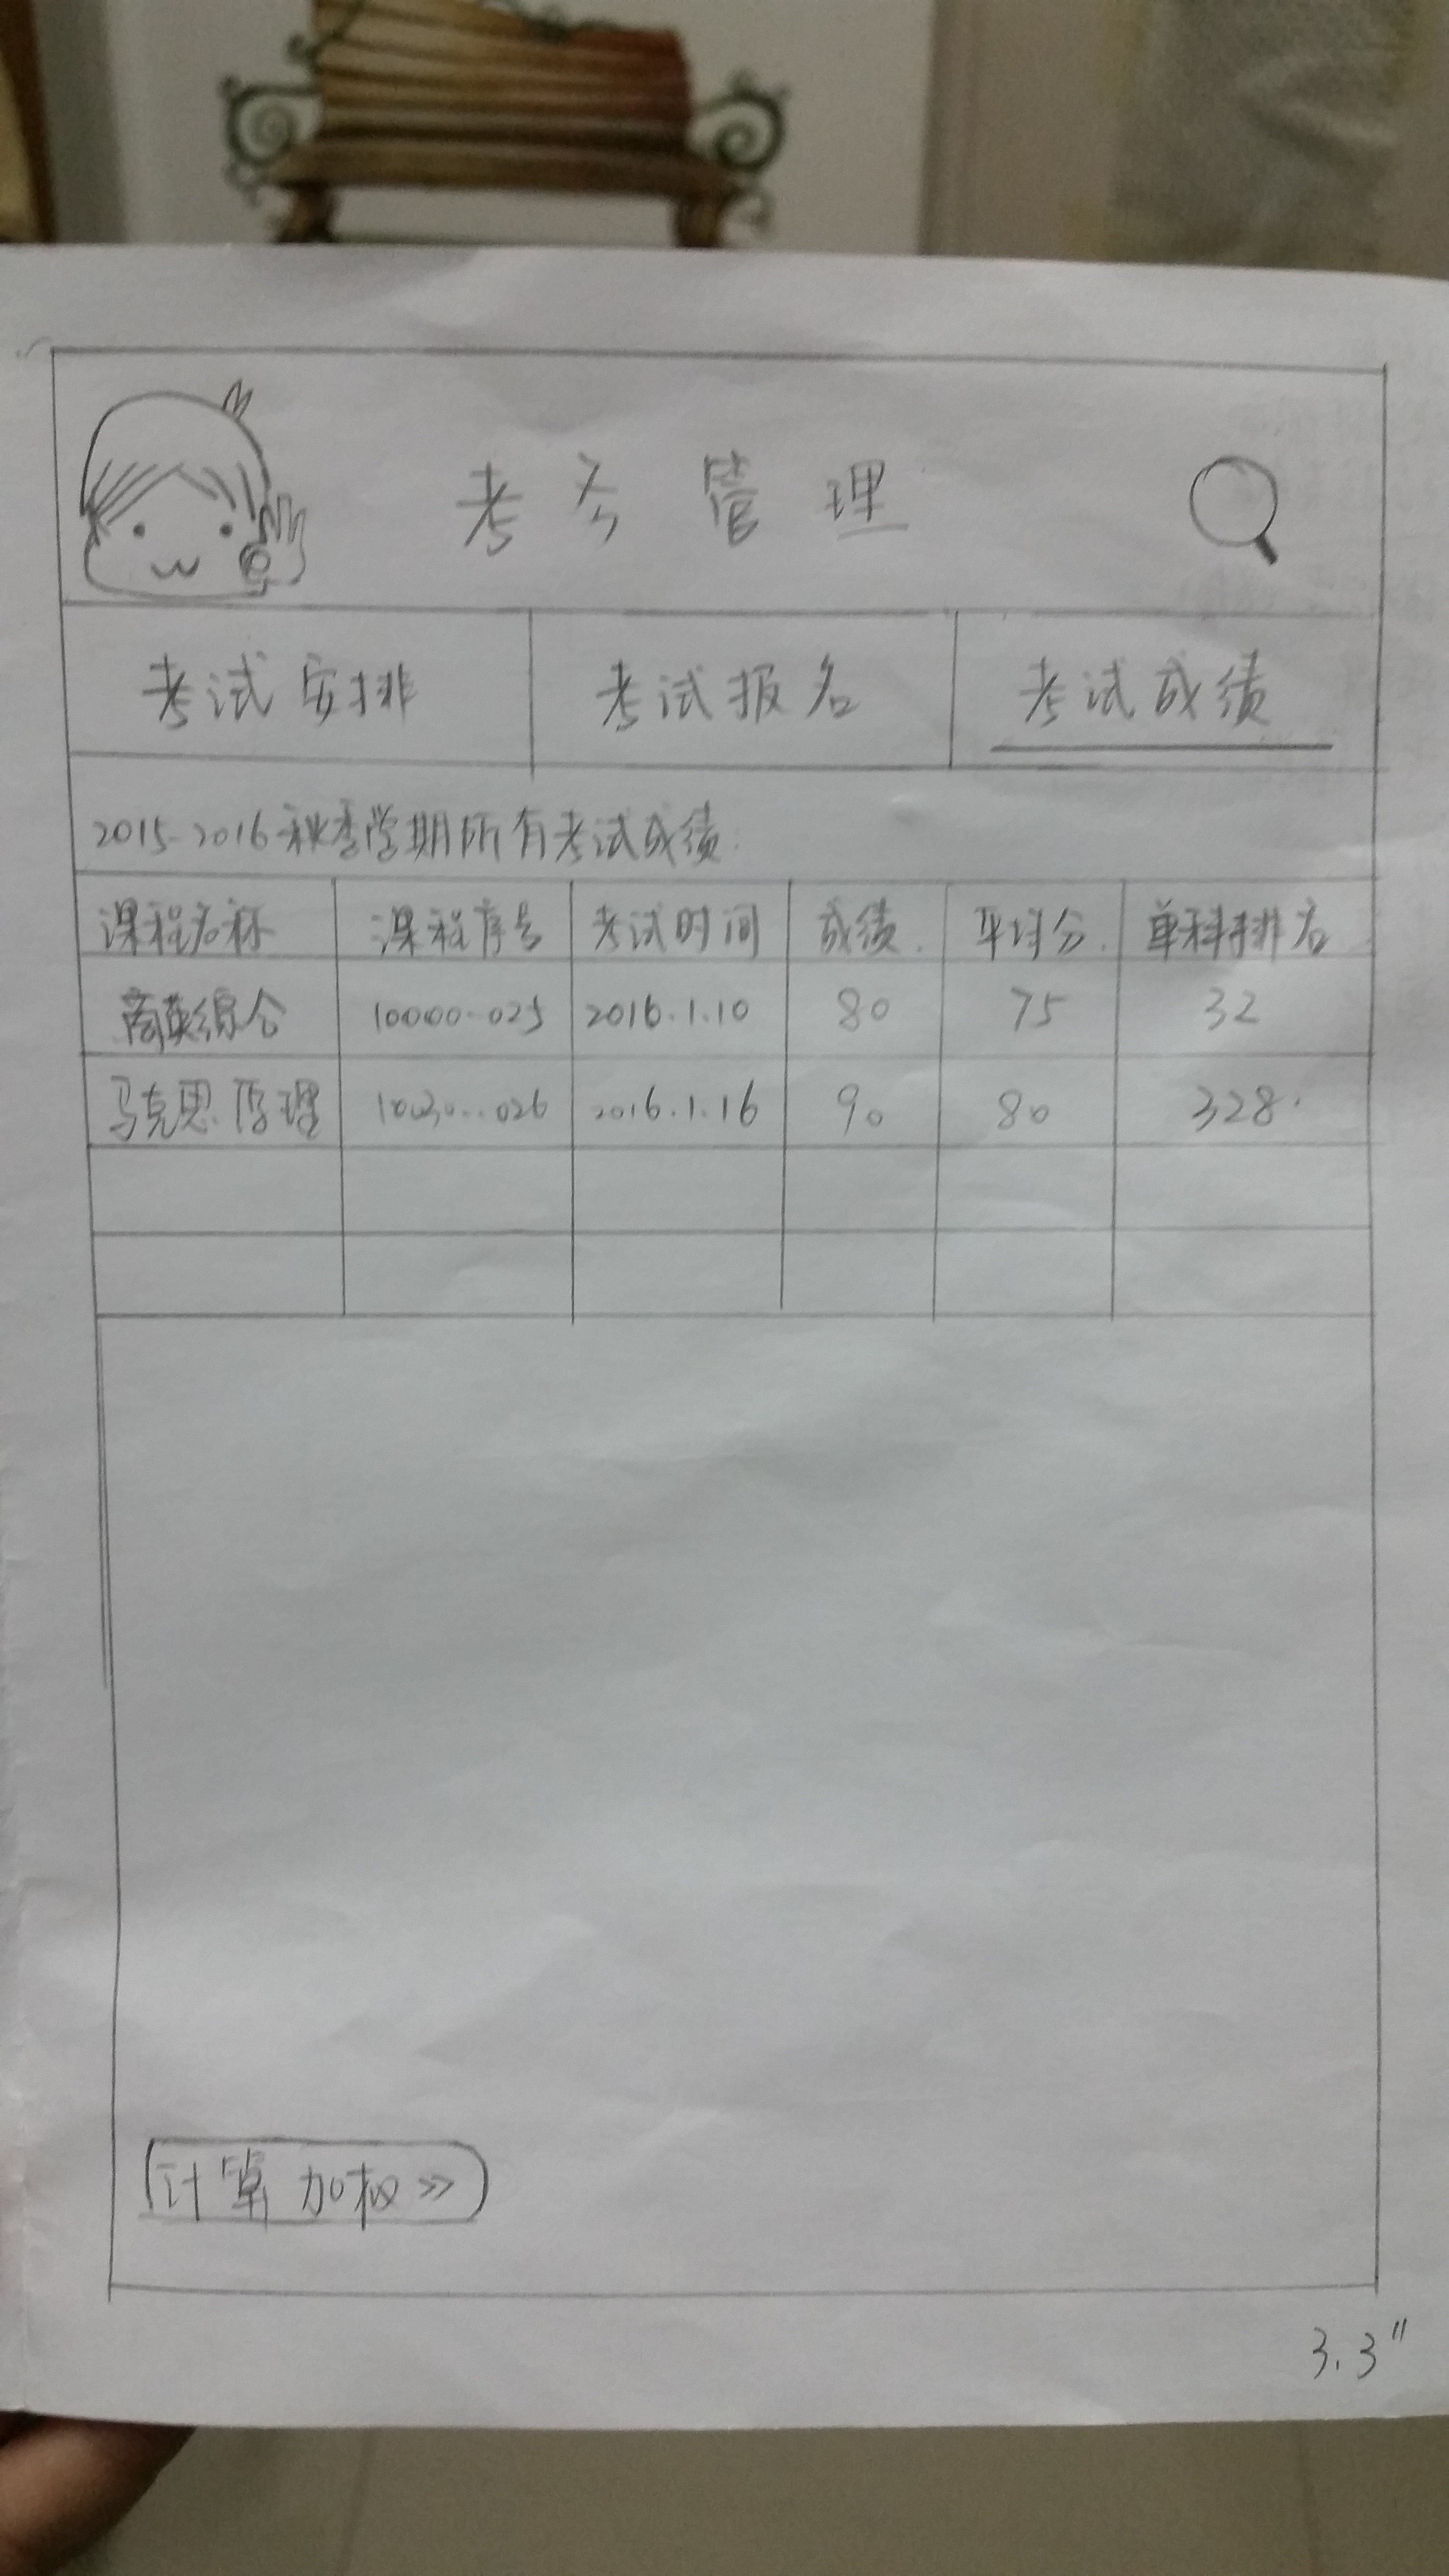 考务管理
考试安排 考试报名 考试成绩
2015-2016秋季学期所有考试成绩
课程名称 课程序号 考试时间 成绩 平均分 单科排名
商英综合 10000..025 2016.1.10 80 75 32
马克思原理 10030...026 2016.1.16 90 80 328
计算加权>>
3.3"